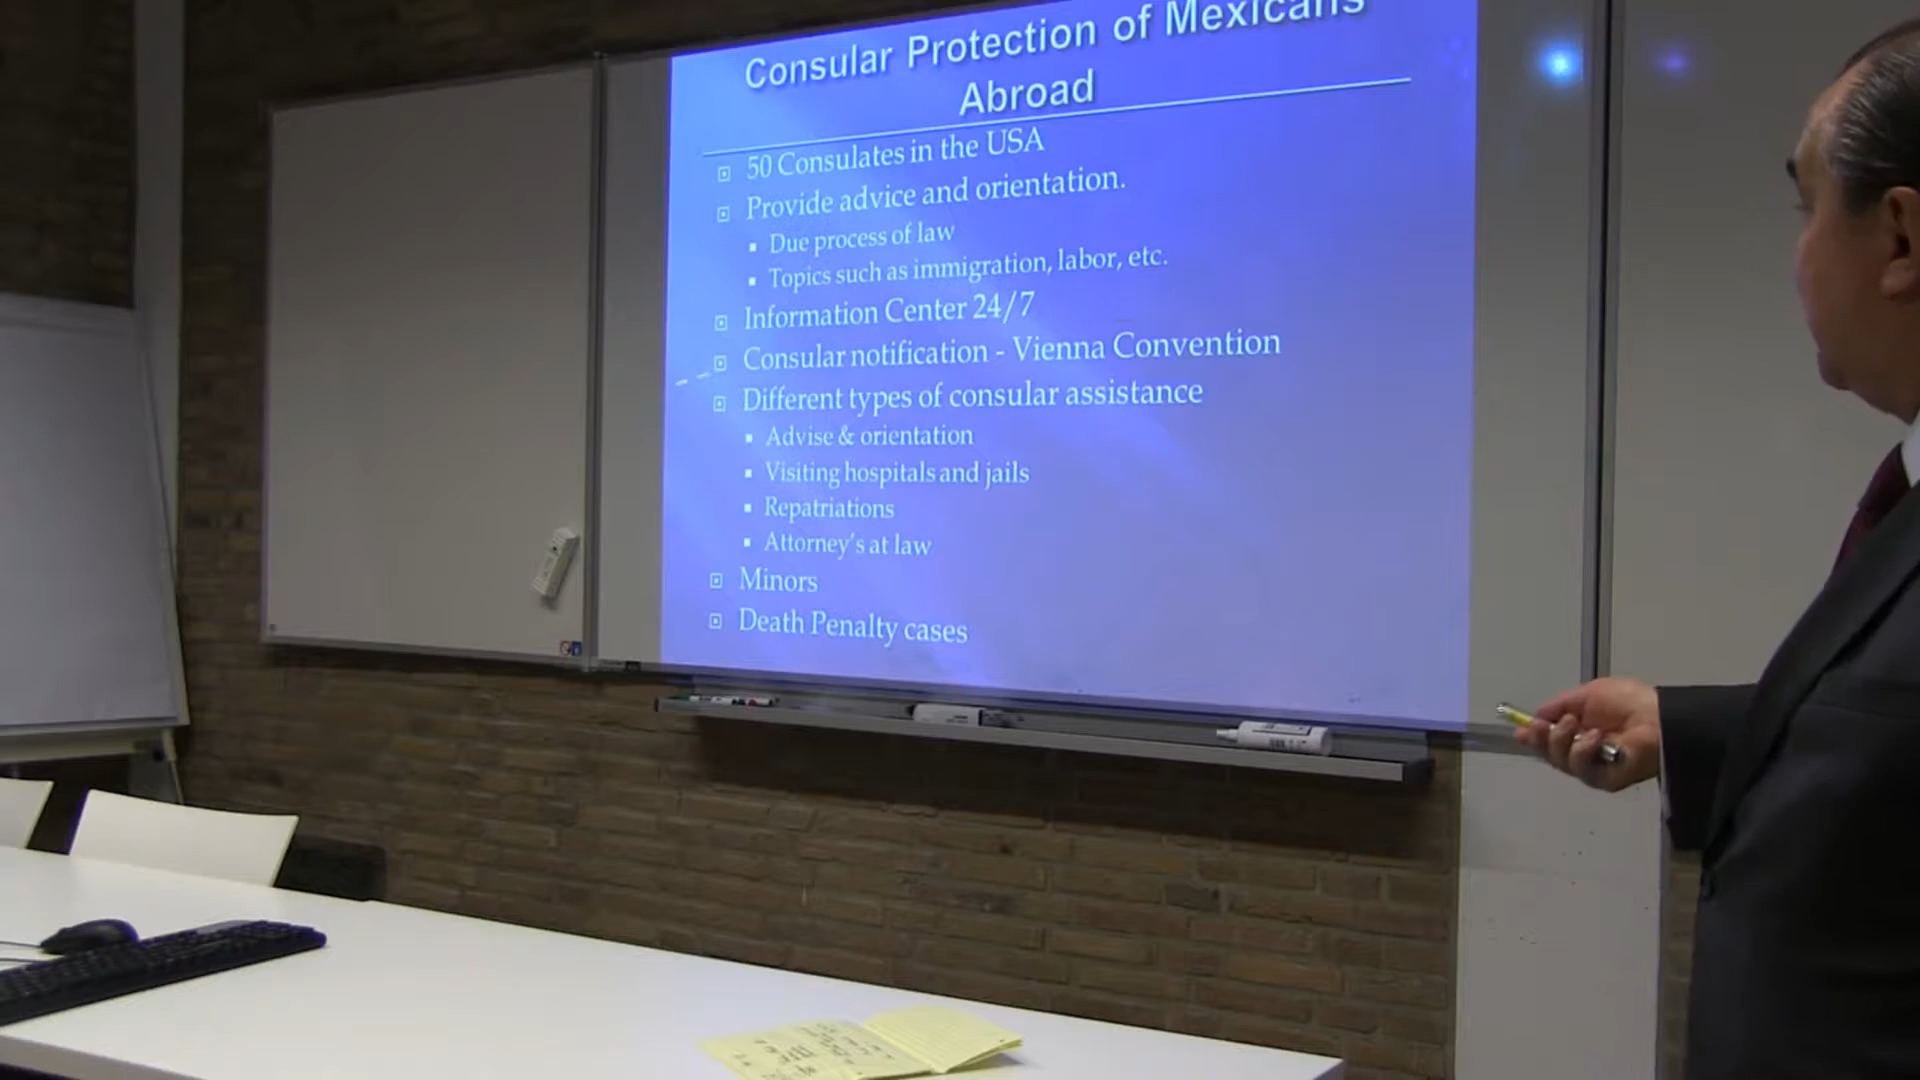 Consular Protection of Mexicans
Abroad
50 Consulates in the USA
Provide advice and orientation.
Due process of law
Topics such as immigration, labor, etc.
Information Center 24/7
Consular notification - Vienna Convention
Different types of consular assistance
Advise & orientation
Visiting hospitals and jails
Repatriations
Attorney's at law
Minors
Death Penalty cases